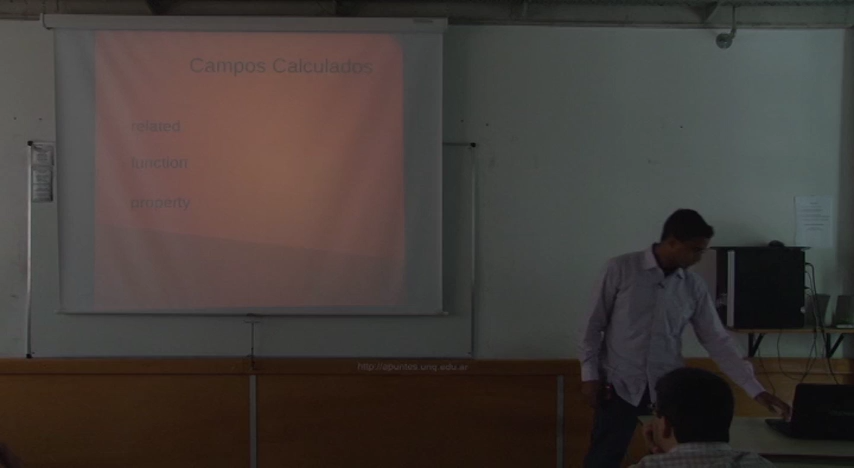 Campos Calculados
related
function
property
http://apuntes.unq.edu.ar